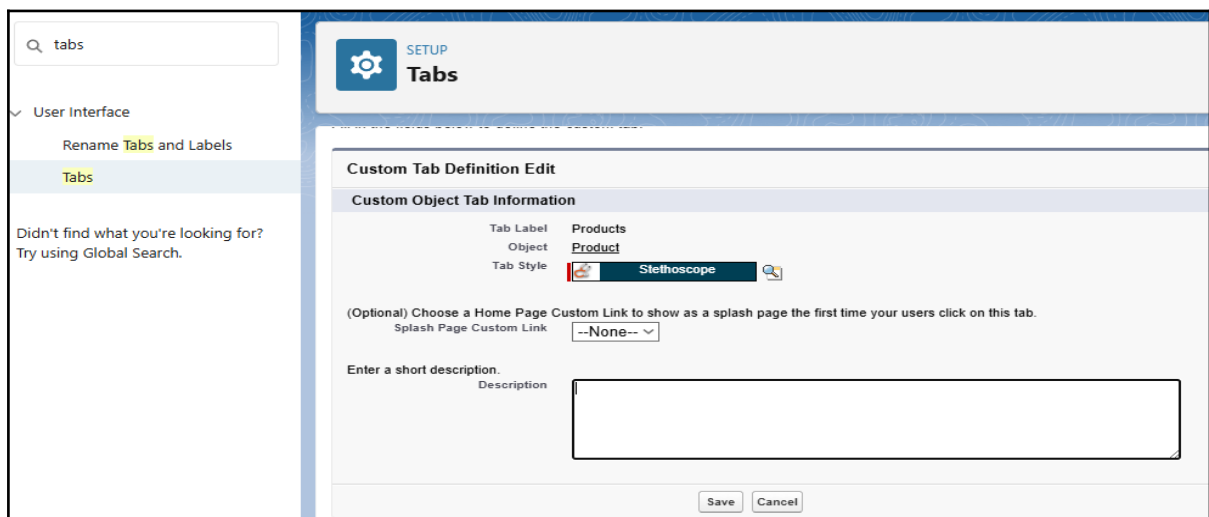 tabs
User Interface
Rename Tabs and Labels
Tabs
Didn't find what you're looking for?
Try using Global Search.
SETUP
Tabs
Custom Tab Definition Edit
Custom Object Tab Information
Tab Label Products
Object Product
Tab Style Stethoscope
(Optional) Choose a Home Page Custom Link to show as a splash page the first time your users click on this tab.
Splash Page Custom Link --None--
Enter a short description.
Description
Save Cancel